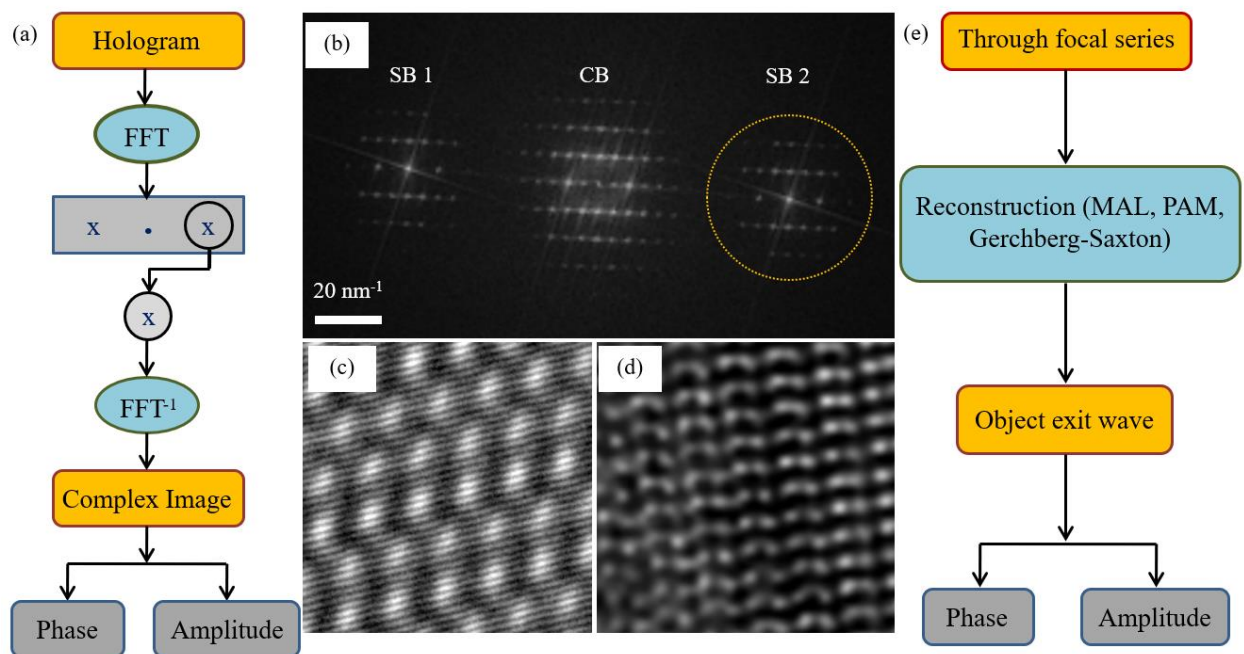 (a)
Hologram
FFT
x • x
x
FFT-1
Complex Image
Phase Amplitude
(b)
SB 1 CB SB 2
20 nm-1
(c)
(d)
(e)
Through focal series
Reconstruction (MAL, PAM,
Gerchberg-Saxton)
Object exit wave
Phase Amplitude